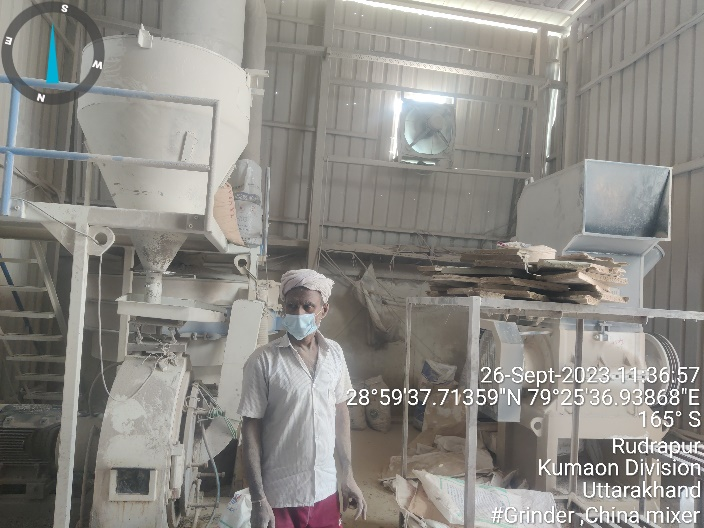 S
E
W
N
26-Sept-2023 11:36:57
28°59'37.71359"N 79°25'36.93868"E
165° S
Rudrapur
Kumaon Division
Uttarakhand
#Grinder ,China mixer